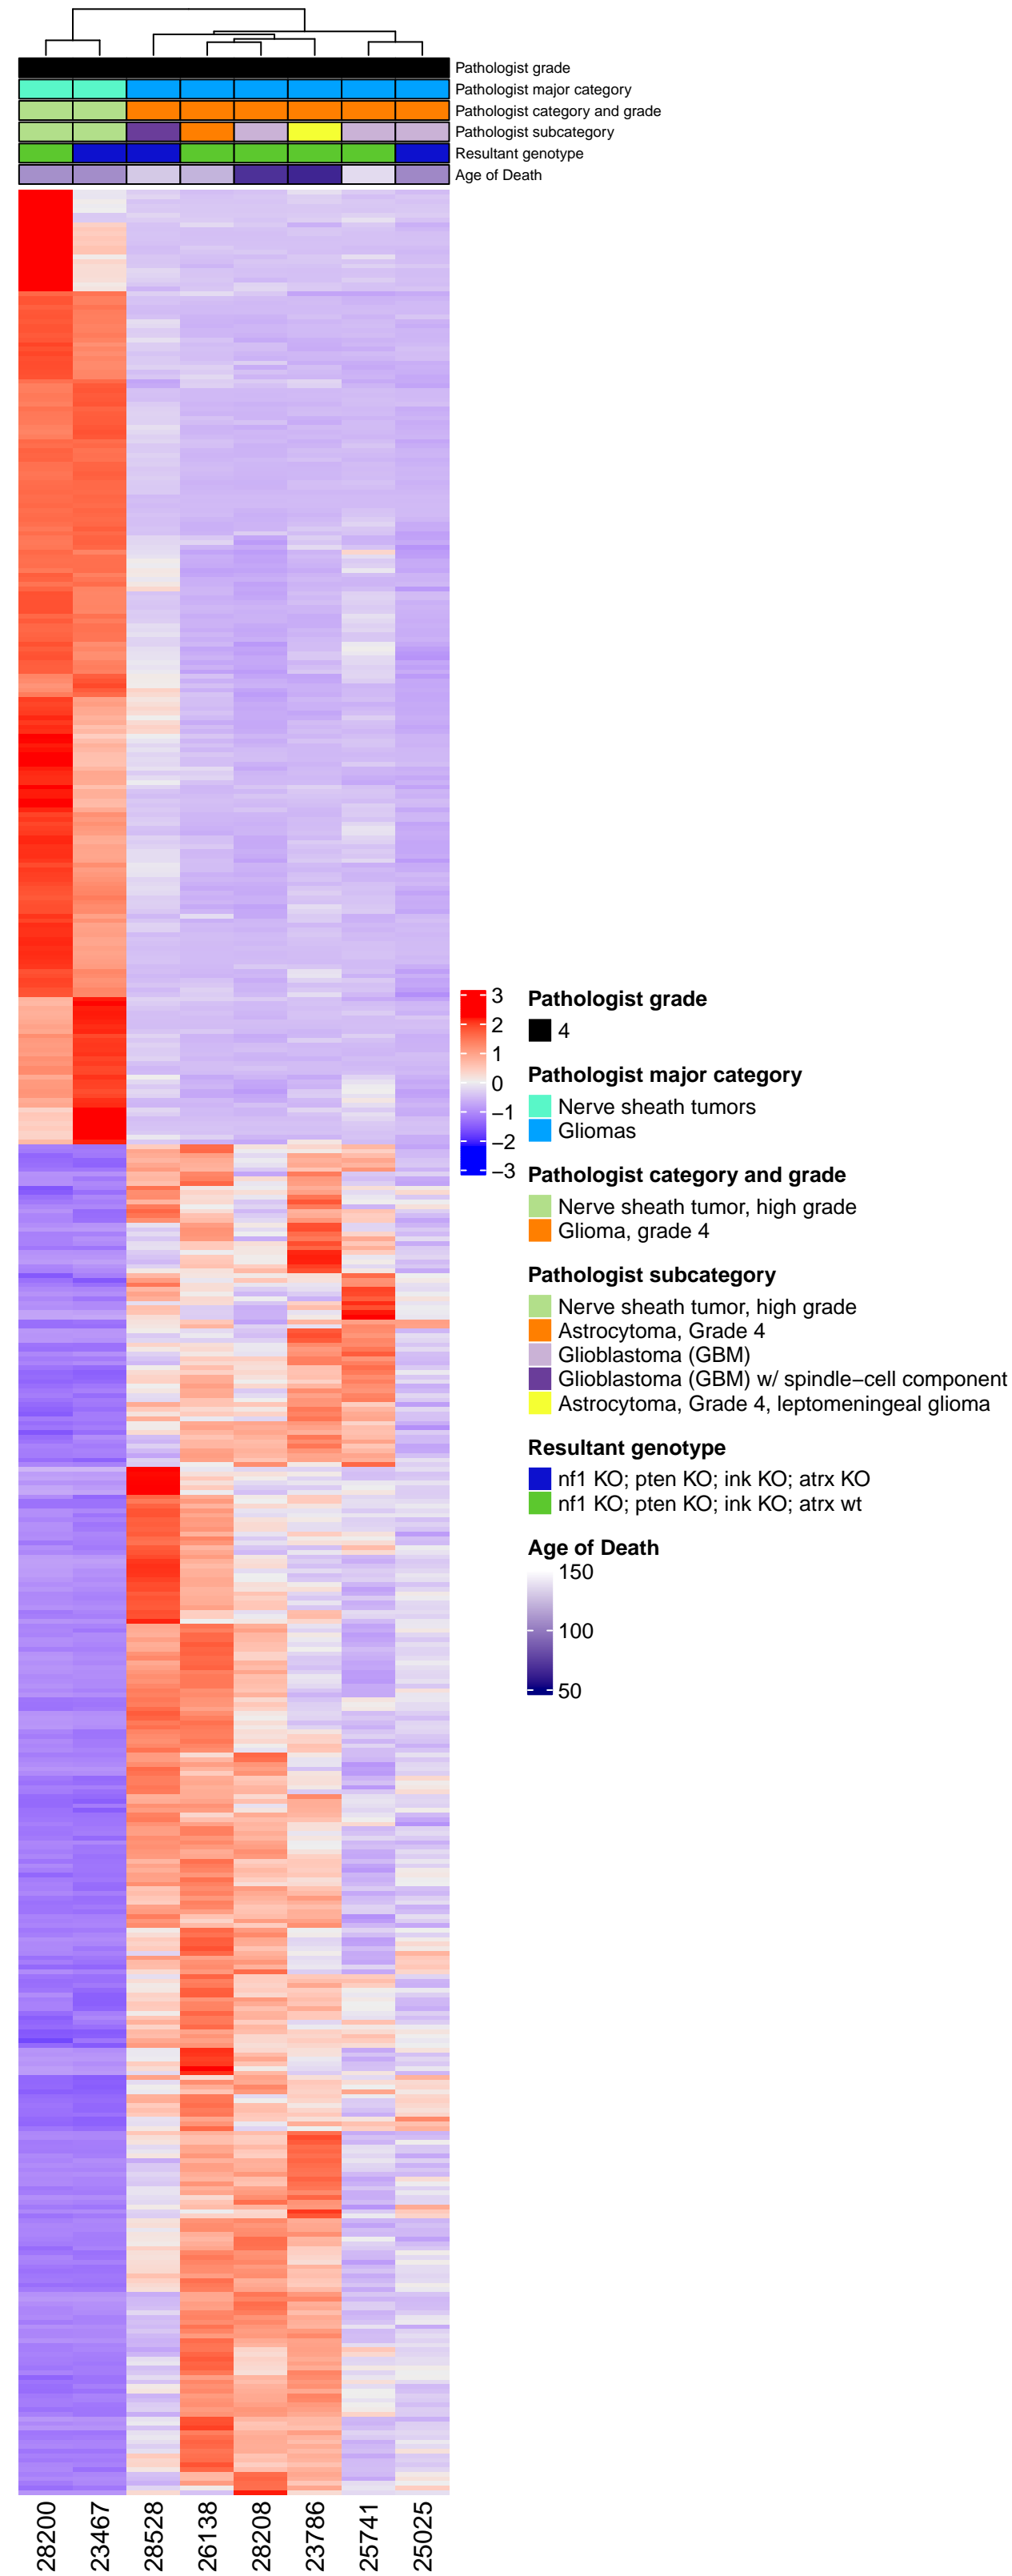 Pathologist grade
Pathologist major category
Pathologist category and grade
Pathologist subcategory
Resultant genotype
Age of Death
3
2
1
0
−1
−2
−3
Pathologist grade
4
Pathologist major category
Nerve sheath tumors
Gliomas
Pathologist category and grade
Nerve sheath tumor, high grade
Glioma, grade 4
Pathologist subcategory
Nerve sheath tumor, high grade
Astrocytoma, Grade 4
Glioblastoma (GBM)
Glioblastoma (GBM) w/ spindle−cell component
Astrocytoma, Grade 4, leptomeningeal glioma
Resultant genotype
nf1 KO; pten KO; ink KO; atrx KO
nf1 KO; pten KO; ink KO; atrx wt
Age of Death
150
100
50
28200
23467
28528
26138
28208
23786
25741
25025